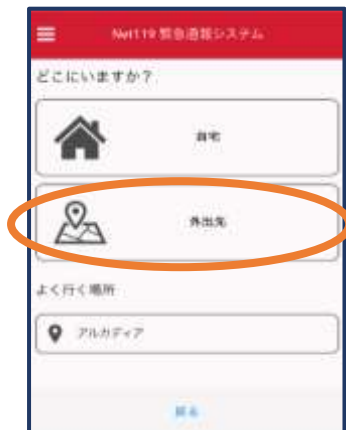 Net119 緊急通報システム
どこにいますか？
自宅
外出先
よく行く場所
アルカディア
戻る